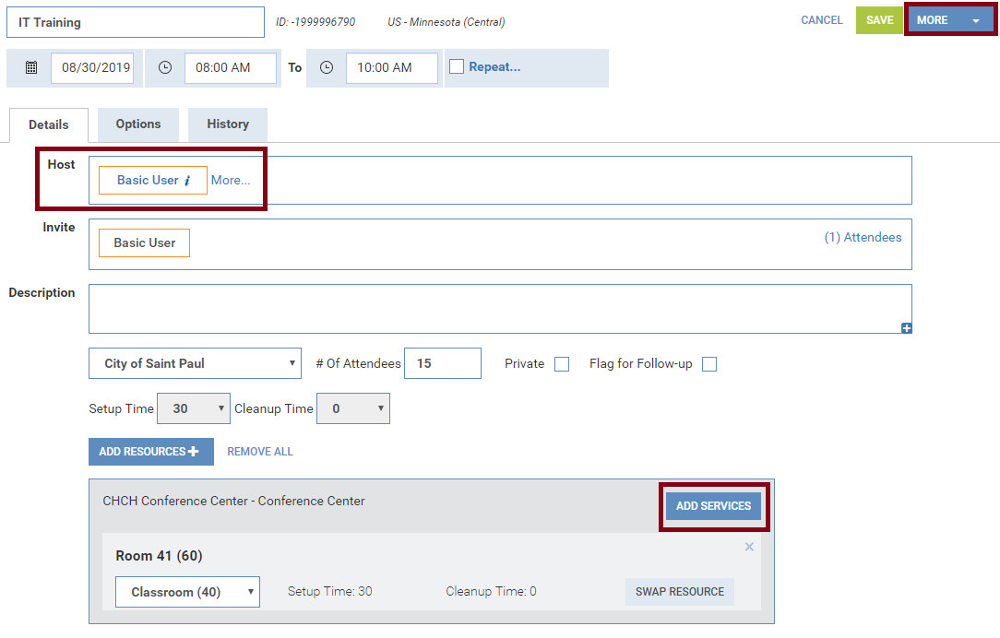 IT Training ID: -1999996790 US - Minnesota (Central) CANCEL SAVE MORE
08/30/2019 08:00 AM To 10:00 AM Repeat...
Details Options History
Host Basic User i More...
Invite Basic User (1) Attendees
Description
City of Saint Paul # Of Attendees 15 Private Flag for Follow-up
Setup Time 30 Cleanup Time 0
ADD RESOURCES REMOVE ALL
CHCH Conference Center - Conference Center ADD SERVICES
Room 41 (60)
Classroom (40) Setup Time: 30 Cleanup Time: 0 SWAP RESOURCE